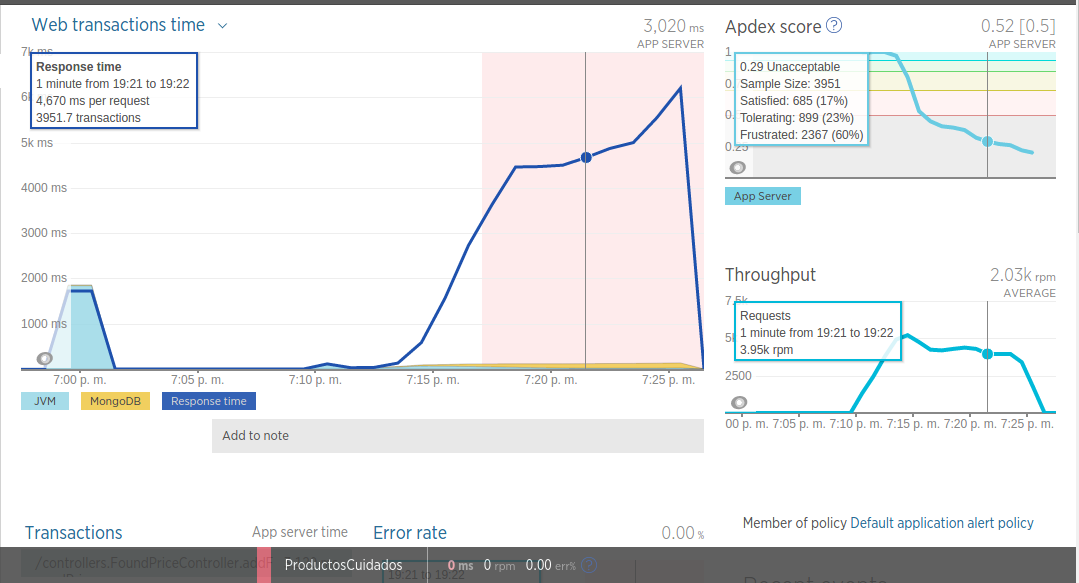 Web transactions time
3,020 ms
APP SERVER
7k ms
Response time
1 minute from 19:21 to 19:22
4,670 ms per request
3951.7 transactions
5k ms
4000 ms
3000 ms
2000 ms
1000 ms
7:00 p. m.
7:05 p. m.
7:10 p. m.
7:15 p. m.
7:20 p. m.
7:25 p. m.
JVM
MongoDB
Response time
Add to note
Apdex score ?
0.52 [0.5]
APP SERVER
1
0.29 Unacceptable
Sample Size: 3951
Satisfied: 685 (17%)
Tolerating: 899 (23%)
Frustrated: 2367 (60%)
0.25
App Server
Throughput
2.03k rpm
AVERAGE
7.5k
Requests
1 minute from 19:21 to 19:22
3.95k rpm
2500
00 p. m. 7:05 p. m. 7:10 p. m. 7:15 p. m. 7:20 p. m. 7:25 p. m.
Transactions
App server time
Error rate
0.00 %
Member of policy Default application alert policy
/controllers.FoundPriceController.addF
ProductosCuidados
0 ms
0 rpm
0.00 err%
?
19:21 to 19:22
Recent events